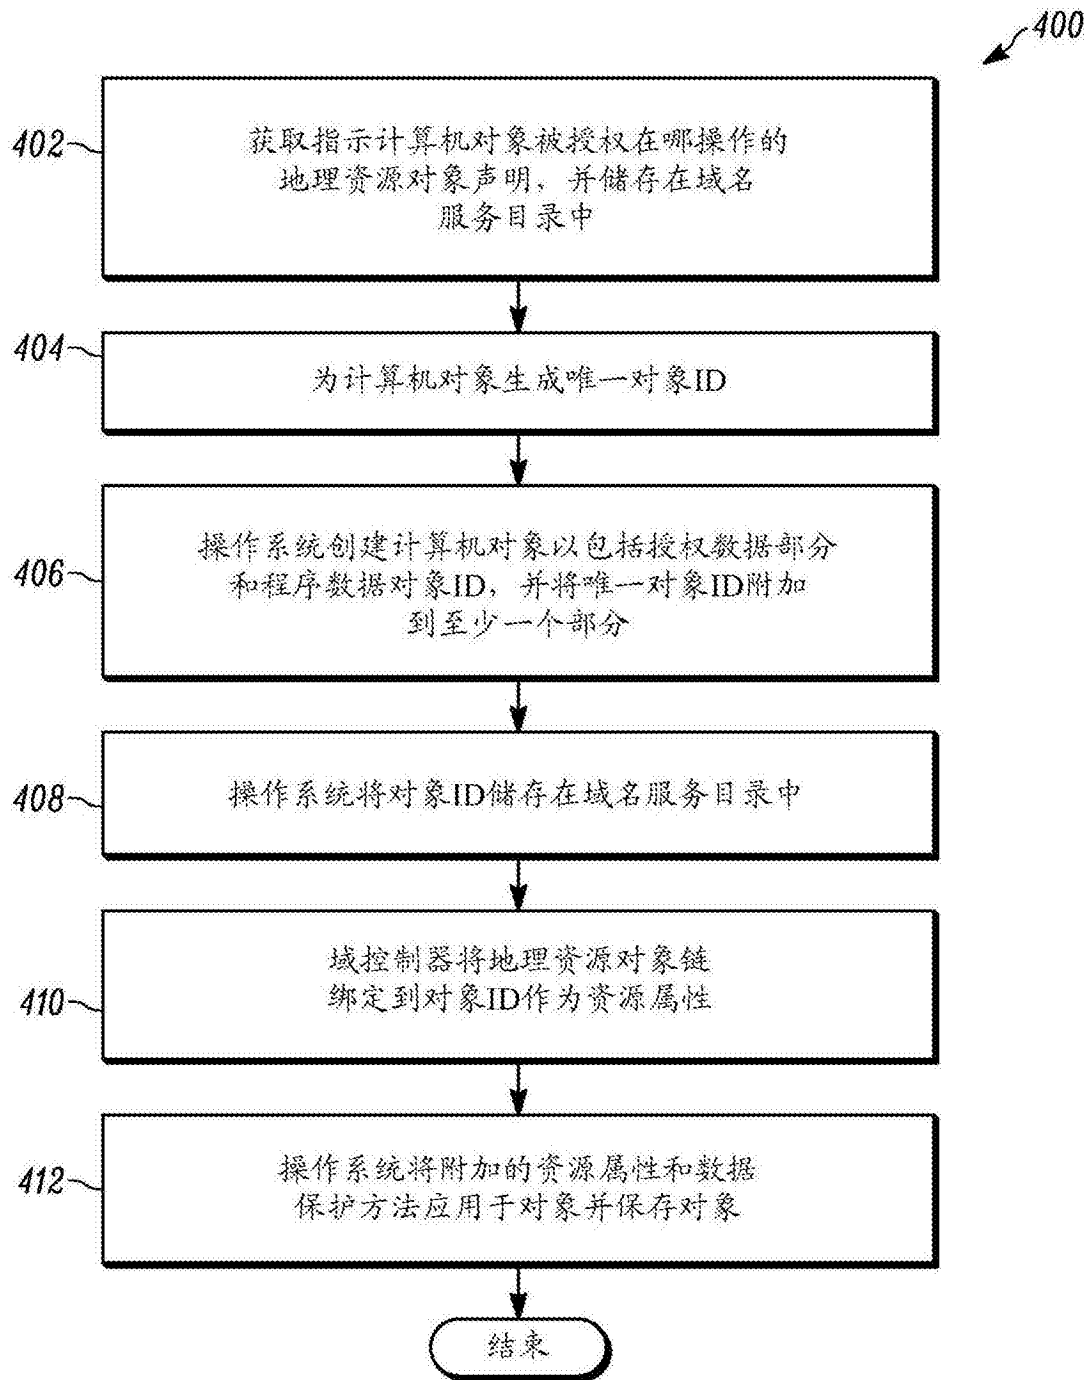 400
402
获取指示计算机对象被授权在哪操作的
地理资源对象声明，并储存在域名
服务目录中
404
为计算机对象生成唯一对象ID
406
操作系统创建计算机对象以包括授权数据部分
和程序数据对象ID，并将唯一对象ID附加
到至少一个部分
408
操作系统将对象ID储存在域名服务目录中
410
域控制器将地理资源对象链
绑定到对象ID作为资源属性
412
操作系统将附加的资源属性和数据
保护方法应用于对象并保存对象
结束